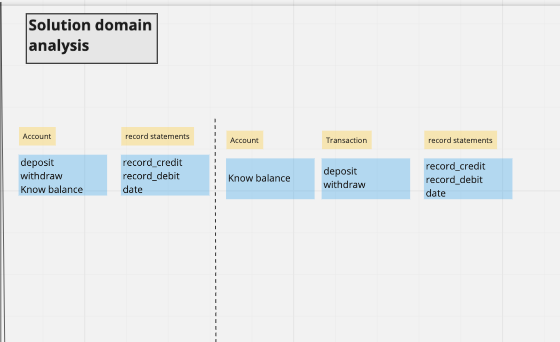 Solution domain
analysis
Account
deposit
withdraw
Know balance
record statements
record_credit
record_debit
date
Account
Know balance
Transaction
deposit
withdraw
record statements
record_credit
record_debit
date